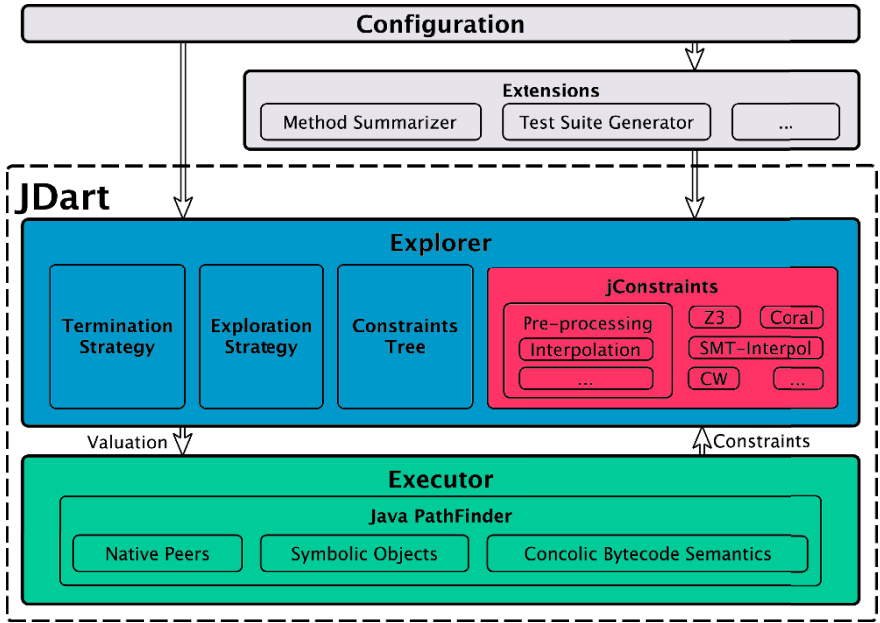 Configuration
Extensions
Method Summarizer
Test Suite Generator
...
JDart
Explorer
Termination
Strategy
Exploration
Strategy
Constraints
Tree
jConstraints
Pre-processing
Interpolation
...
Z3
Coral
SMT-Interpol
CW
...
Valuation
Constraints
Executor
Java PathFinder
Native Peers
Symbolic Objects
Concolic Bytecode Semantics